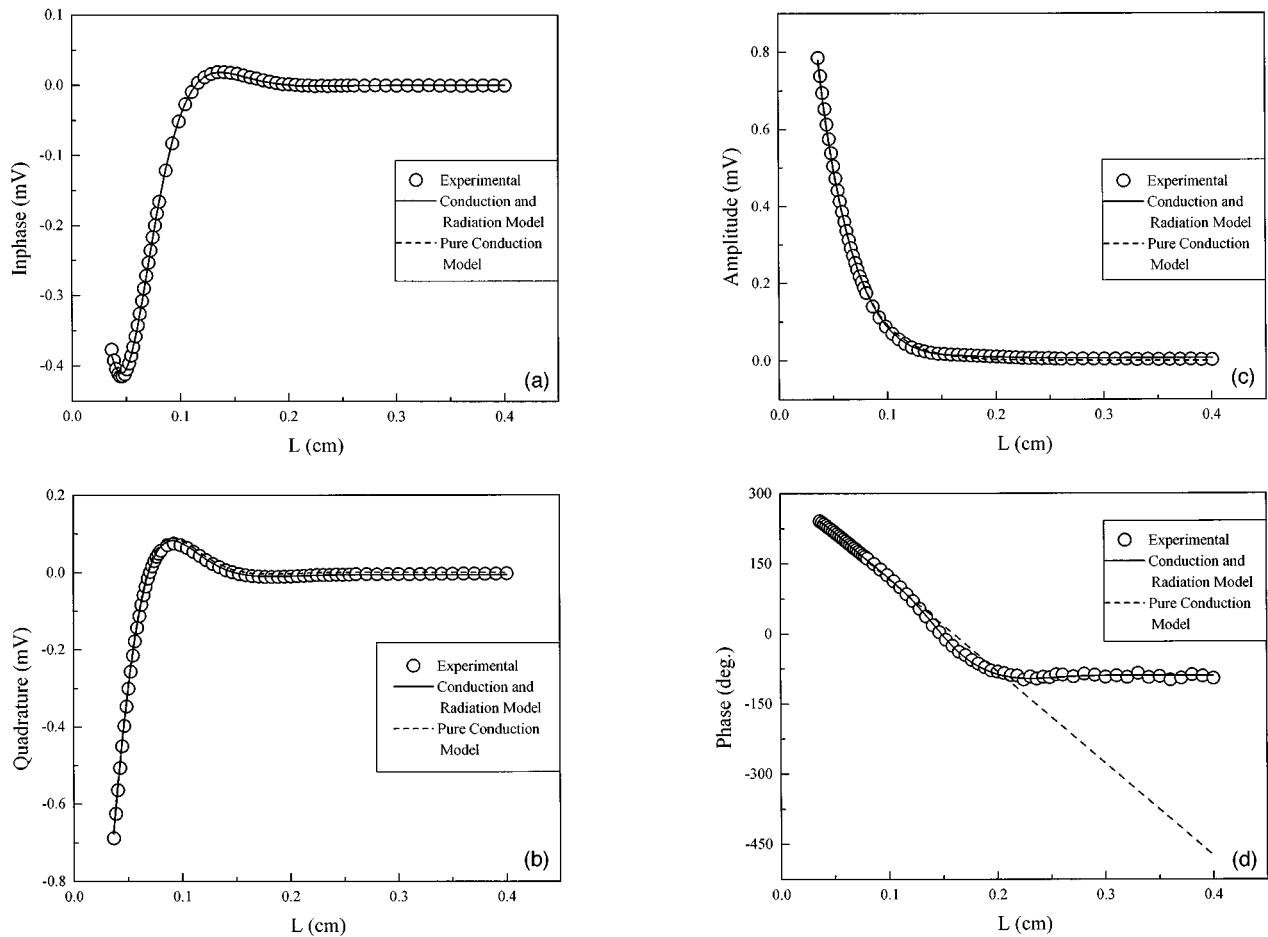 0.1
0.0
-0.1
-0.2
-0.3
-0.4
Inphase (mV)
Experimental
Conduction and
Radiation Model
Pure Conduction
Model
(a)
0.0
0.1
0.2
0.3
0.4
L (cm)
0.8
0.6
0.4
0.2
0.0
Amplitude (mV)
Experimental
Conduction and
Radiation Model
Pure Conduction
Model
(c)
0.0
0.1
0.2
0.3
0.4
L (cm)
0.2
0.0
-0.2
-0.4
-0.6
-0.8
Quadrature (mV)
Experimental
Conduction and
Radiation Model
Pure Conduction
Model
(b)
0.0
0.1
0.2
0.3
0.4
L (cm)
300
150
0
-150
-300
-450
Phase (deg.)
Experimental
Conduction and
Radiation Model
Pure Conduction
Model
(d)
0.0
0.1
0.2
0.3
0.4
L (cm)